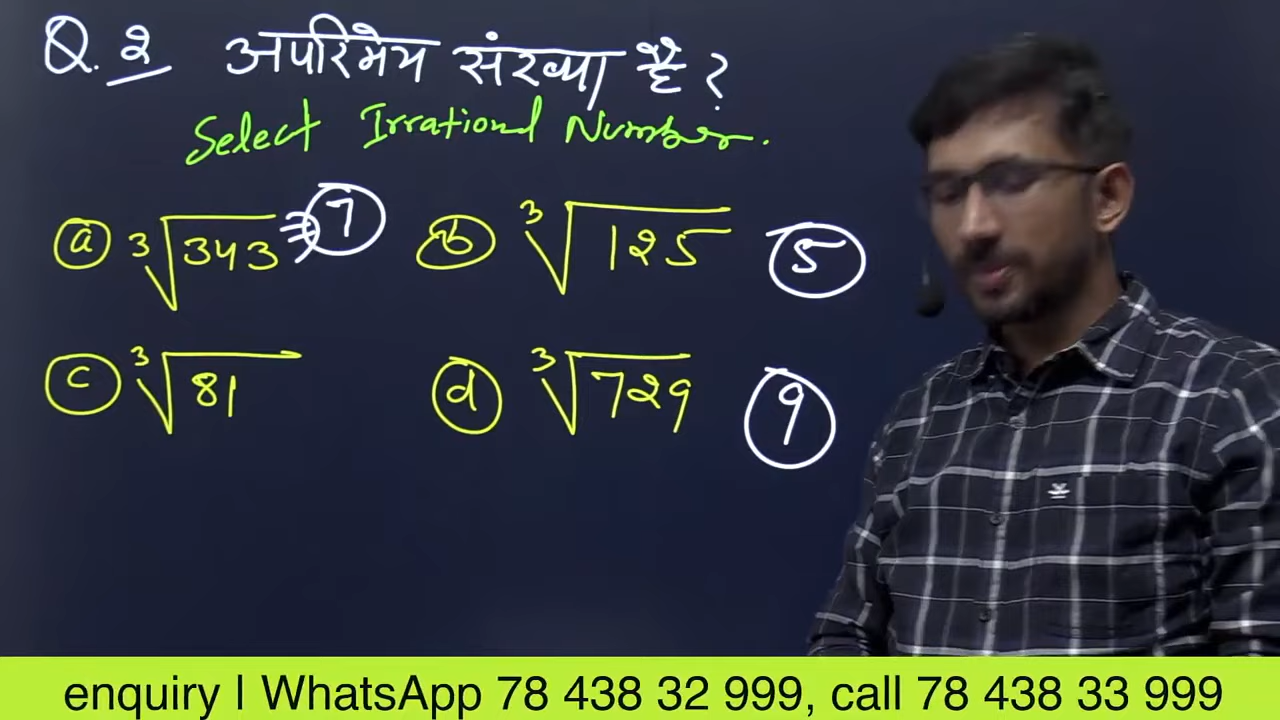 Q. 2 अपरिमेय संख्या है ?
Select Irrational Number.
(a) ∛343 = 7 (b) ∛125 5
(c) ∛81 (d) ∛729 9
enquiry I WhatsApp 78 438 32 999, call 78 438 33 999